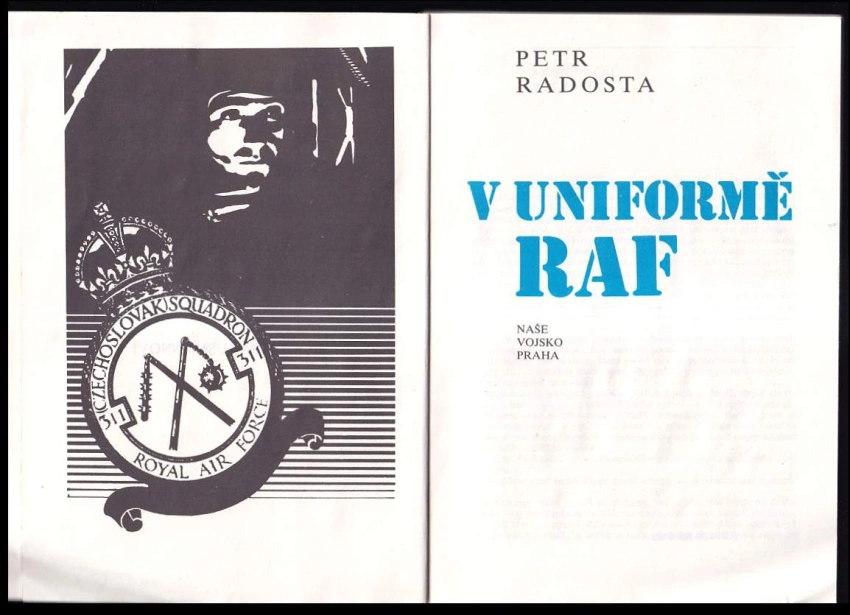 CZECHOSLOVAK SQUADRON
311
311
ROYAL AIR FORCE
PETR
RADOSTA
V UNIFORMĚ
RAF
NAŠE
VOJSKO
PRAHA